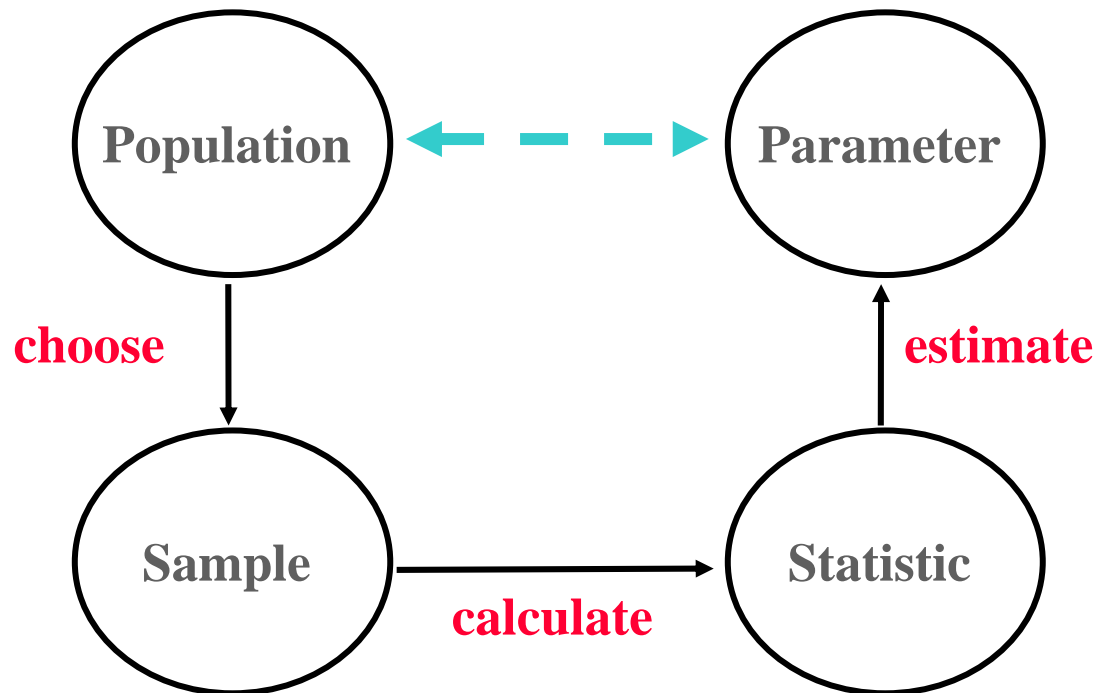 Population
Parameter
choose
estimate
Sample
Statistic
calculate